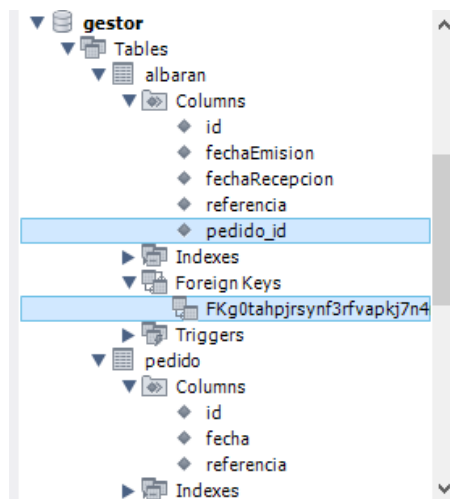 gestor
Tables
albaran
Columns
id
fechaEmision
fechaRecepcion
referencia
pedido_id
Indexes
Foreign Keys
FKg0tahpjrsynf3rfvapkj7n4
Triggers
pedido
Columns
id
fecha
referencia
Indexes